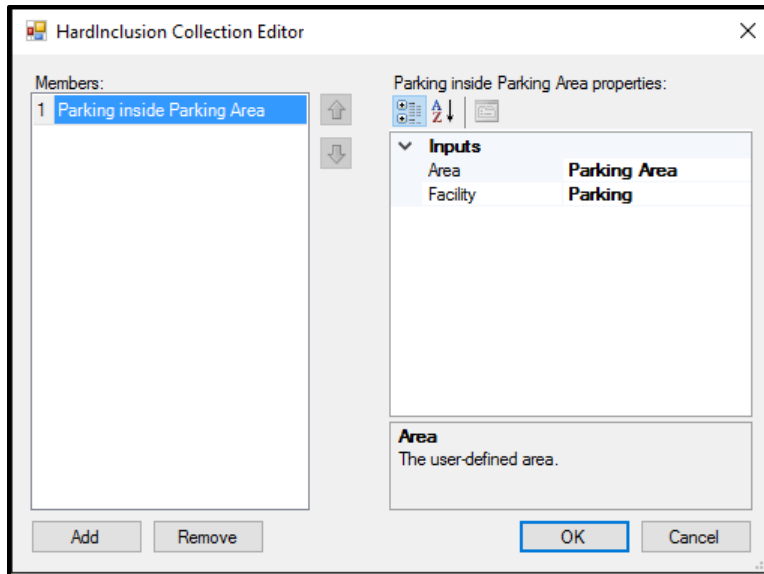 HardInclusion Collection Editor
Members:
1 Parking inside Parking Area
Parking inside Parking Area properties:
A
Z
Inputs
Area Parking Area
Facility Parking
Area
The user-defined area.
Add Remove OK Cancel